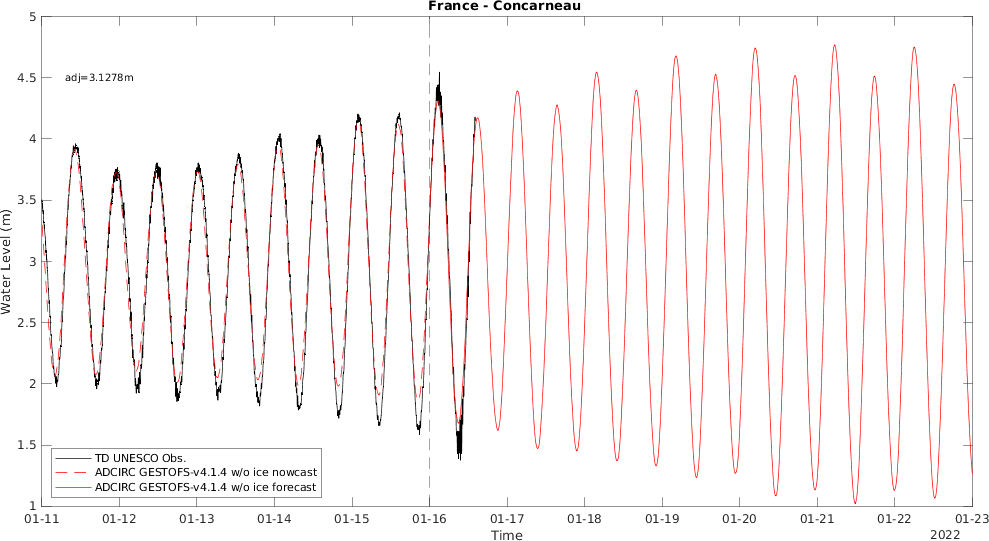 France - Concarneau
adj=3.1278m
Water Level (m)
5
4.5
4
3.5
3
2.5
2
1.5
1
TD UNESCO Obs.
ADCIRC GESTOFS-v4.1.4 w/o ice nowcast
ADCIRC GESTOFS-v4.1.4 w/o ice forecast
01-11 01-12 01-13 01-14 01-15 01-16 01-17 01-18 01-19 01-20 01-21 01-22 01-23
Time
2022